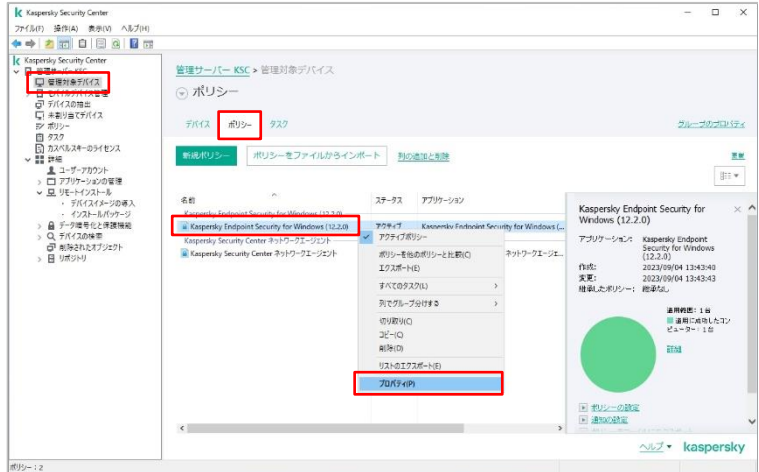 Kaspersky Security Center
ファイル(F) 操作(A) 表示(V) ヘルプ(H)
Kaspersky Security Center
管理サーバー KSC
管理対象デバイス
モバイルデバイス管理
デバイスの抽出
未割り当てデバイス
ポリシー
タスク
カスペルスキーのライセンス
詳細
ユーザーアカウント
アプリケーションの管理
リモートインストール
・ デバイスイメージの導入
・ インストールパッケージ
データ暗号化と保護機能
デバイスの検索
削除されたオブジェクト
リポジトリ
管理サーバー KSC > 管理対象デバイス
ポリシー
デバイス ポリシー タスク
グループのプロパティ
新規ポリシー ポリシーをファイルからインポート 列の追加と削除
更新
名前 ステータス アプリケーション
Kaspersky Endpoint Security for Windows (12.2.0)
Kaspersky Endpoint Security for Windows (12.2.0) アクティブ Kaspersky Endpoint Security for Windows (...
Kaspersky Security Center ネットワークエージェント
Kaspersky Security Center ネットワークエージェント ネットワークエージェ...
アクティブポリシー
ポリシーを他のポリシーと比較(C)
エクスポート(E)
すべてのタスク(L)
列でグループ分けする
切り取り(C)
コピー(C)
削除(D)
リストのエクスポート(E)
プロパティ(P)
Kaspersky Endpoint Security for
Windows (12.2.0)
アプリケーション: Kaspersky Endpoint
Security for Windows
(12.2.0)
作成: 2023/09/04 13:43:40
変更: 2023/09/04 13:43:43
継承したポリシー: 継承なし
適用範囲: 1 台
適用に成功したコン
ピューター: 1 台
詳細
ポリシーの設定
通知の設定
ヘルプ kaspersky
ポリシー: 2